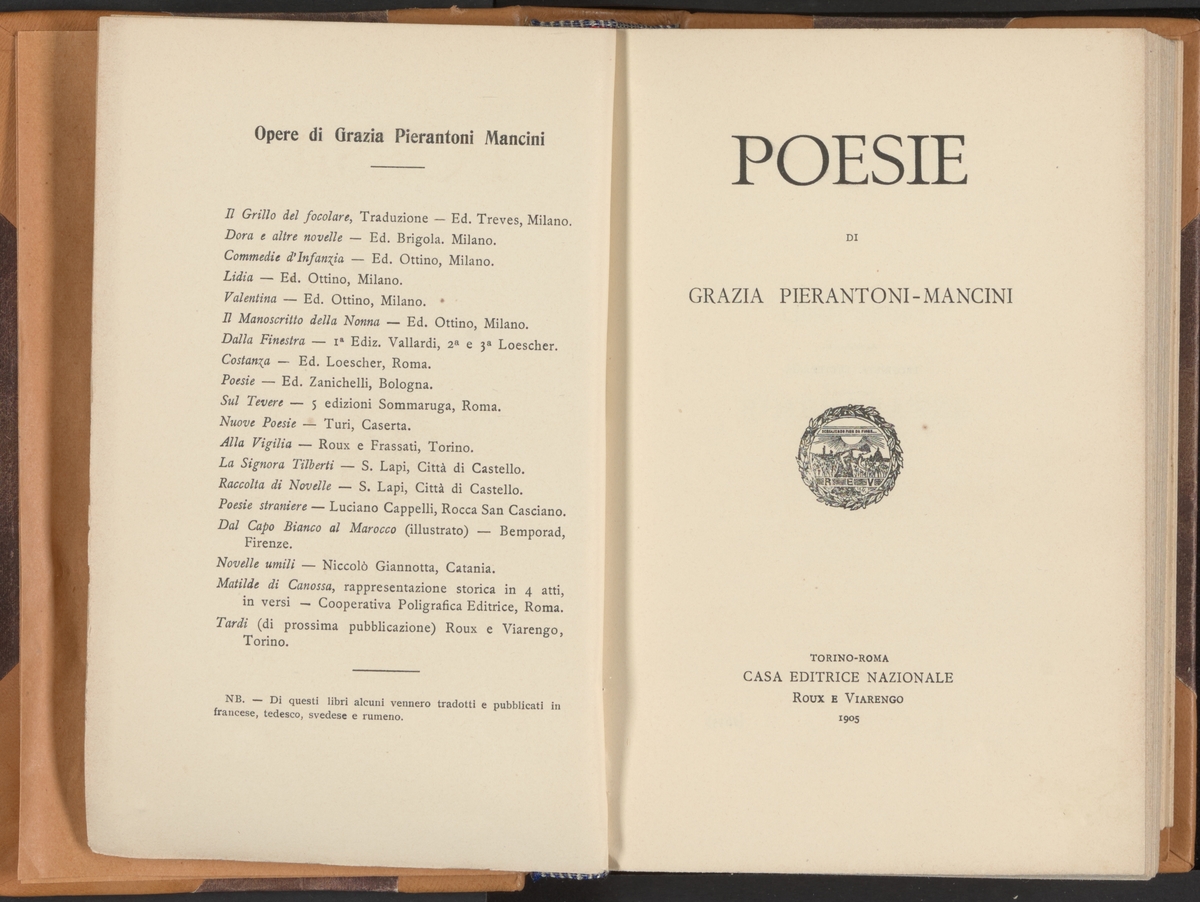 Opere di Grazia Pierantoni Mancini
Il Grillo del focolare, Traduzione — Ed. Treves, Milano.
Dora e altre novelle — Ed. Brigola. Milano.
Commedie d'Infanzia — Ed. Ottino, Milano.
Lidia — Ed. Ottino, Milano.
Valentina — Ed. Ottino, Milano.
Il Manoscritto della Nonna — Ed. Ottino, Milano.
Dalla Finestra — 1ª Ediz. Vallardi, 2ª e 3ª Loescher.
Costanza — Ed. Loescher, Roma.
Poesie — Ed. Zanichelli, Bologna.
Sul Tevere — 5 edizioni Sommaruga, Roma.
Nuove Poesie — Turi, Caserta.
Alla Vigilia — Roux e Frassati, Torino.
La Signora Tilberti — S. Lapi, Città di Castello.
Raccolta di Novelle — S. Lapi, Città di Castello.
Poesie straniere — Luciano Cappelli, Rocca San Casciano.
Dal Capo Bianco al Marocco (illustrato) — Bemporad,
Firenze.
Novelle umili — Niccolò Giannotta, Catania.
Matilde di Canossa, rappresentazione storica in 4 atti,
in versi — Cooperativa Poligrafica Editrice, Roma.
Tardi (di prossima pubblicazione) Roux e Viarengo,
Torino.
NB. — Di questi libri alcuni vennero tradotti e pubblicati in
francese, tedesco, svedese e rumeno.
POESIE
DI
GRAZIA PIERANTONI-MANCINI
R E V
TORINO-ROMA
CASA EDITRICE NAZIONALE
ROUX E VIARENGO
1905